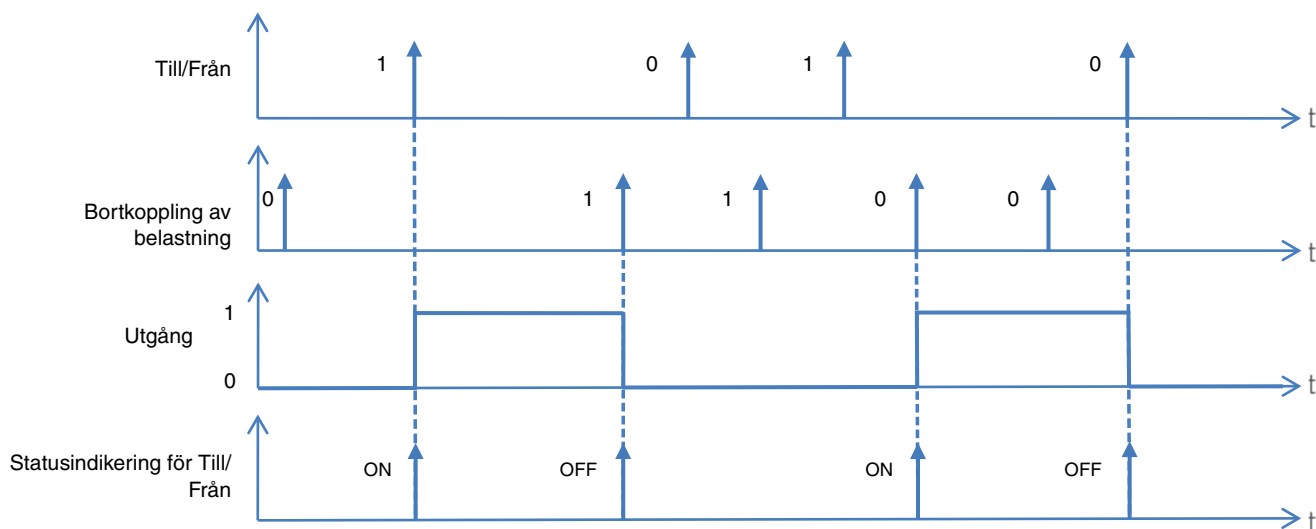 1 0 1 0
Till/Från
t
0 1 1 0 0
Bortkoppling av
belastning
t
1
Utgång
0
t
ON OFF ON OFF
Statusindikering för Till/
Från
t